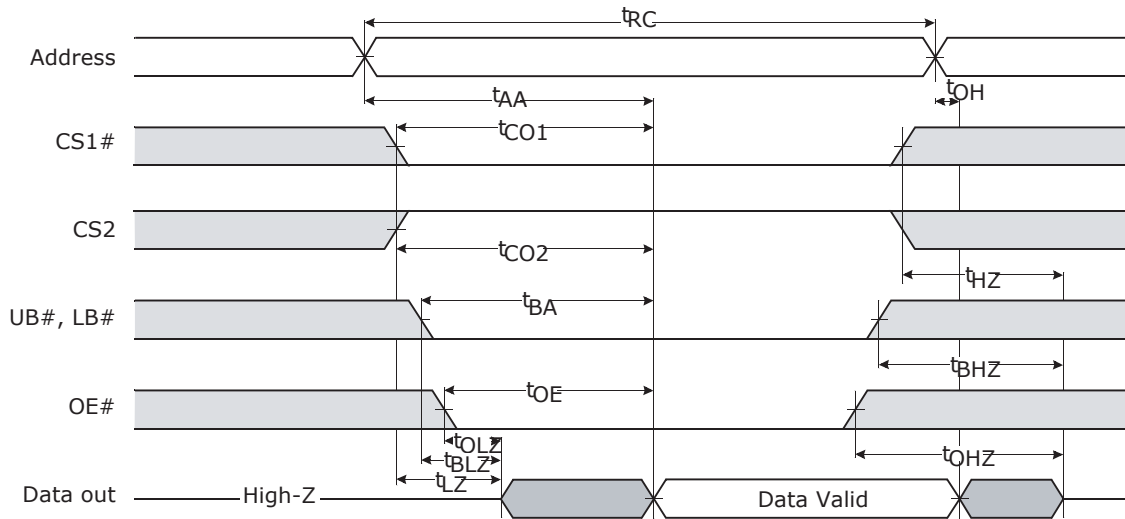 tRC
Address
tAA
tOH
CS1#
tCO1
CS2
tCO2
tHZ
UB#, LB#
tBA
tBHZ
OE#
tOE
tOLZ
tBLZ
tOHZ
tLZ
Data out
High-Z
Data Valid